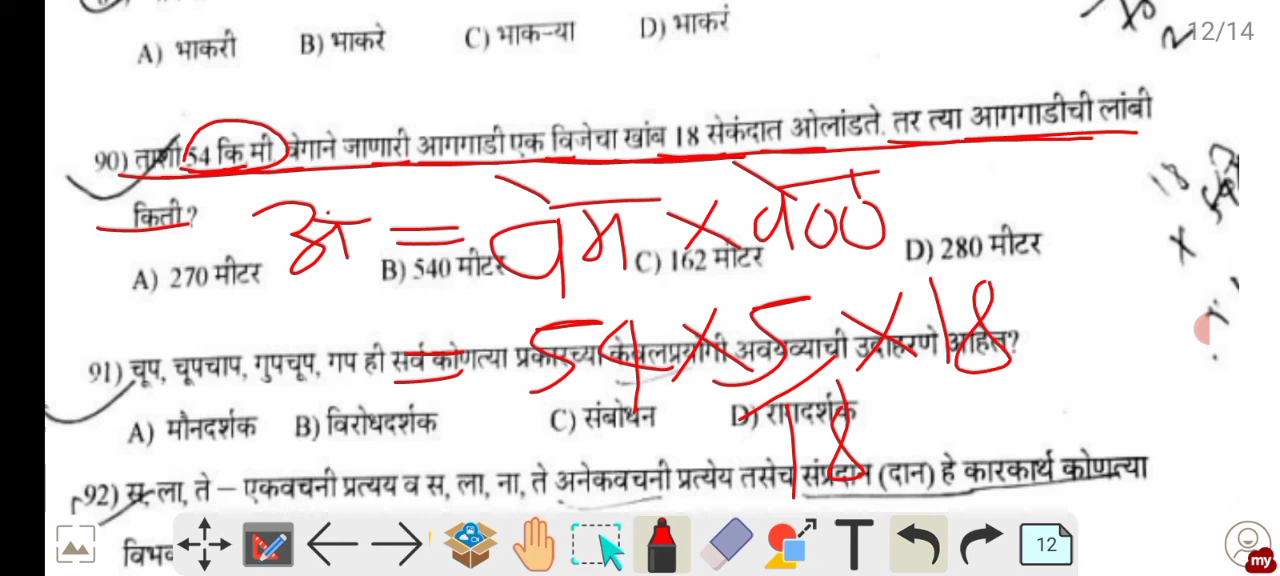 12/14
A) भाकरी B) भाकरे C) भाकऱ्या D) भाकरं
90) ताशी 54 कि.मी. वेगाने जाणारी आगगाडी एक विजेचा खांब 18 सेकंदात ओलांडते. तर त्या आगगाडीची लांबी
किती?
अं = वेग × वेळ
A) 270 मीटर B) 540 मीटर C) 162 मीटर D) 280 मीटर
54 × 5/18 × 18
91) चूप, चूपचाप, गुपचूप, गप ही सर्व कोणत्या प्रकारच्या केवलप्रयोगी अवयव्याची उदाहरणे आहेत?
A) मौनदर्शक B) विरोधदर्शक C) संबोधन D) रागदर्शक
92) स, ला, ते – एकवचनी प्रत्यय व स, ला, ना, ते अनेकवचनी प्रत्येय तसेच संप्रदान (दान) हे कारकार्थ कोणत्या
T 12
my